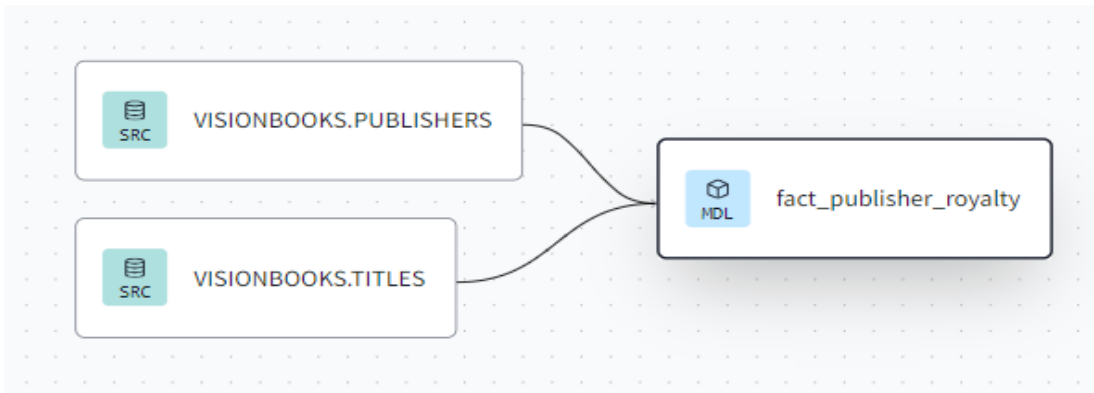 SRC
VISIONBOOKS.PUBLISHERS
SRC
VISIONBOOKS.TITLES
MDL
fact_publisher_royalty